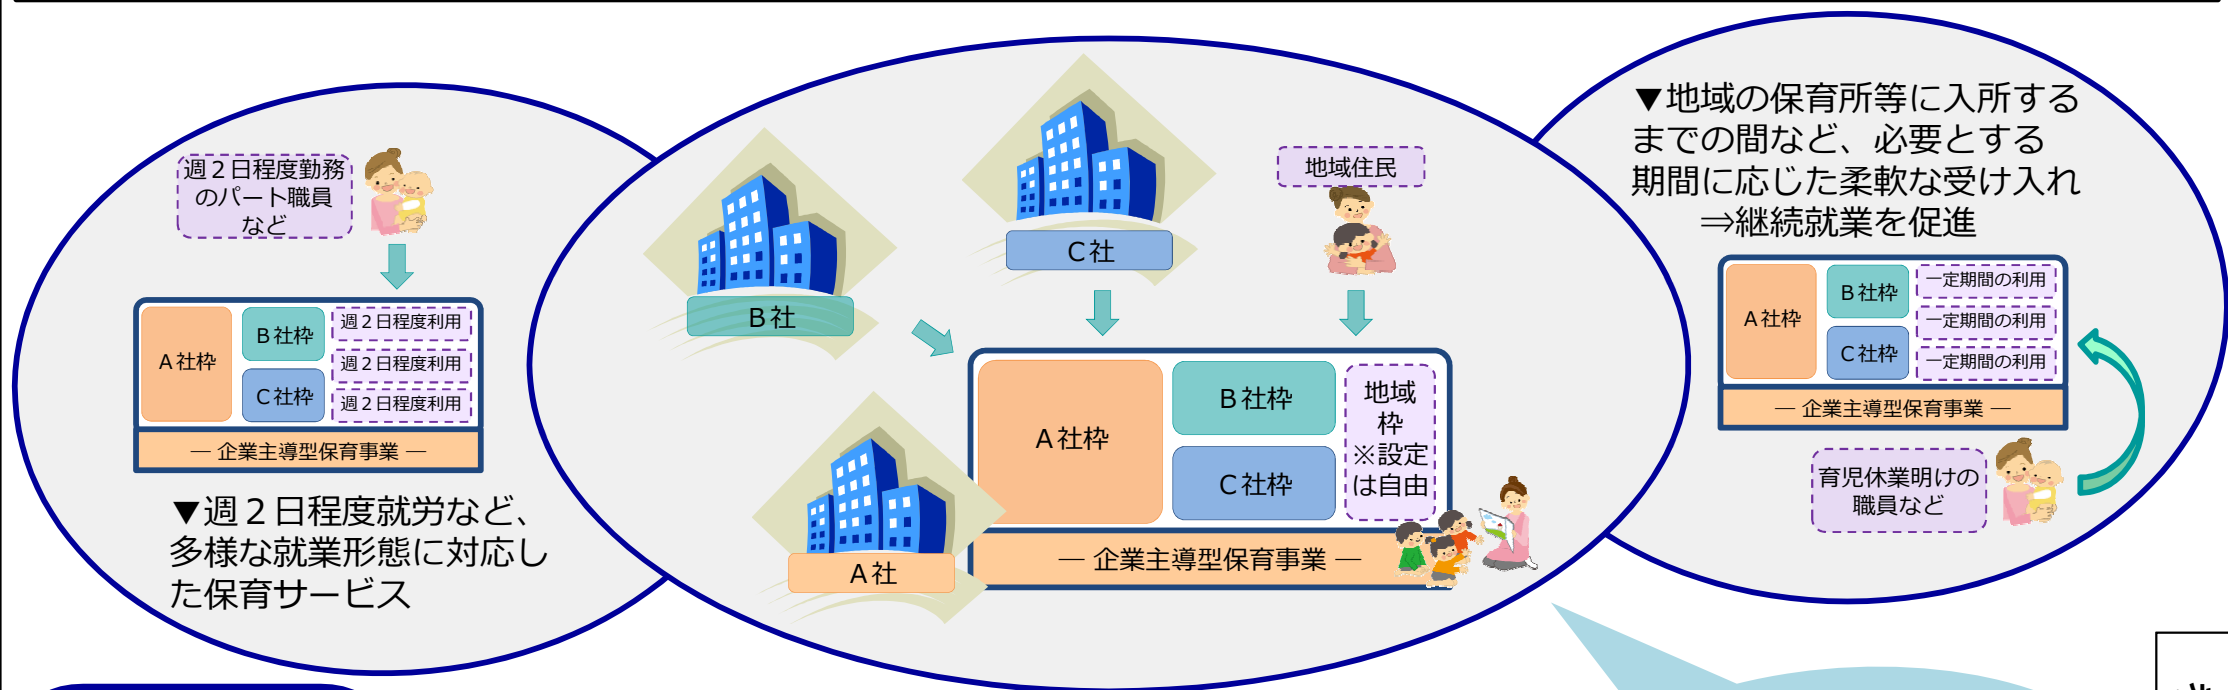 週２日程度勤務
のパート職員
など
Ａ社枠
Ｂ社枠
Ｃ社枠
週２日程度利用
週２日程度利用
週２日程度利用
― 企業主導型保育事業 ―
▼週２日程度就労など、
多様な就業形態に対応し
た保育サービス
Ｂ社
Ｃ社
地域住民
Ａ社
Ａ社枠
Ｂ社枠
Ｃ社枠
地域
枠
※設定
は自由
― 企業主導型保育事業 ―
▼地域の保育所等に入所する
までの間など、必要とする
期間に応じた柔軟な受け入れ
⇒継続就業を促進
Ａ社枠
Ｂ社枠
Ｃ社枠
一定期間の利用
一定期間の利用
一定期間の利用
― 企業主導型保育事業 ―
育児休業明けの
職員など